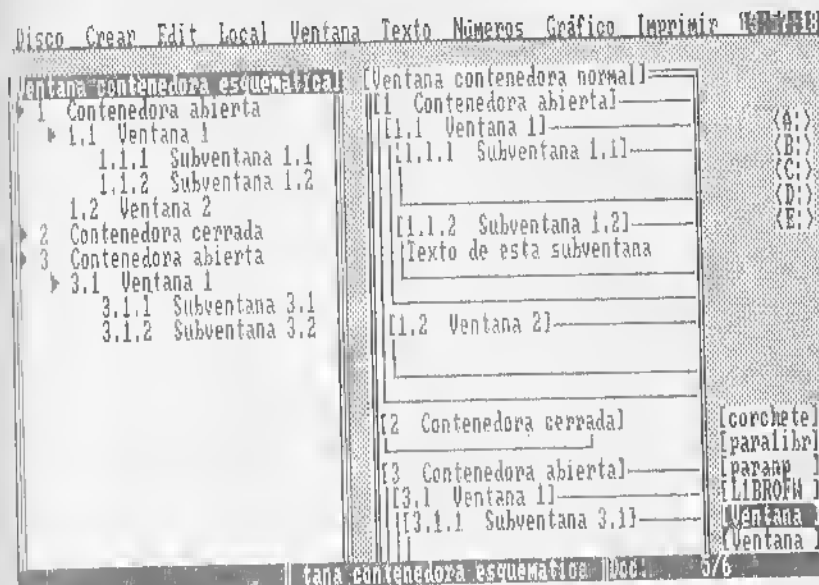 Disco Crear Edit Local Ventana Texto Números Gráfico Imprimir
[Ventana contenedora esquemática]
1 Contenedora abierta
1.1 Ventana 1
1.1.1 Subventana 1.1
1.1.2 Subventana 1.2
1.2 Ventana 2
2 Contenedora cerrada
3 Contenedora abierta
3.1 Ventana 1
3.1.1 Subventana 3.1
3.1.2 Subventana 3.2
[Ventana contenedora normal]
[1 Contenedora abierta]
[1.1 Ventana 1]
[1.1.1 Subventana 1.1]
[1.1.2 Subventana 1.2]
Texto de esta subventana
[1.2 Ventana 2]
[2 Contenedora cerrada]
[3 Contenedora abierta]
[3.1 Ventana 1]
[3.1.1 Subventana 3.1]
<A:>
<B:>
<C:>
<D:>
<E:>
[corchete]
[paralibr]
[paranp ]
[LIBROFW ]
[Ventana ]
[Ventana ]
tana contenedora esquemática Doc: 5/6